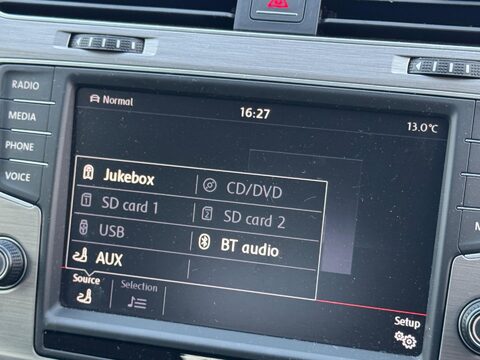 RADIO
MEDIA
PHONE
VOICE
Normal
16:27
13.0°C
Jukebox
CD/DVD
SD card 1
SD card 2
USB
BT audio
AUX
Source
Selection
Setup